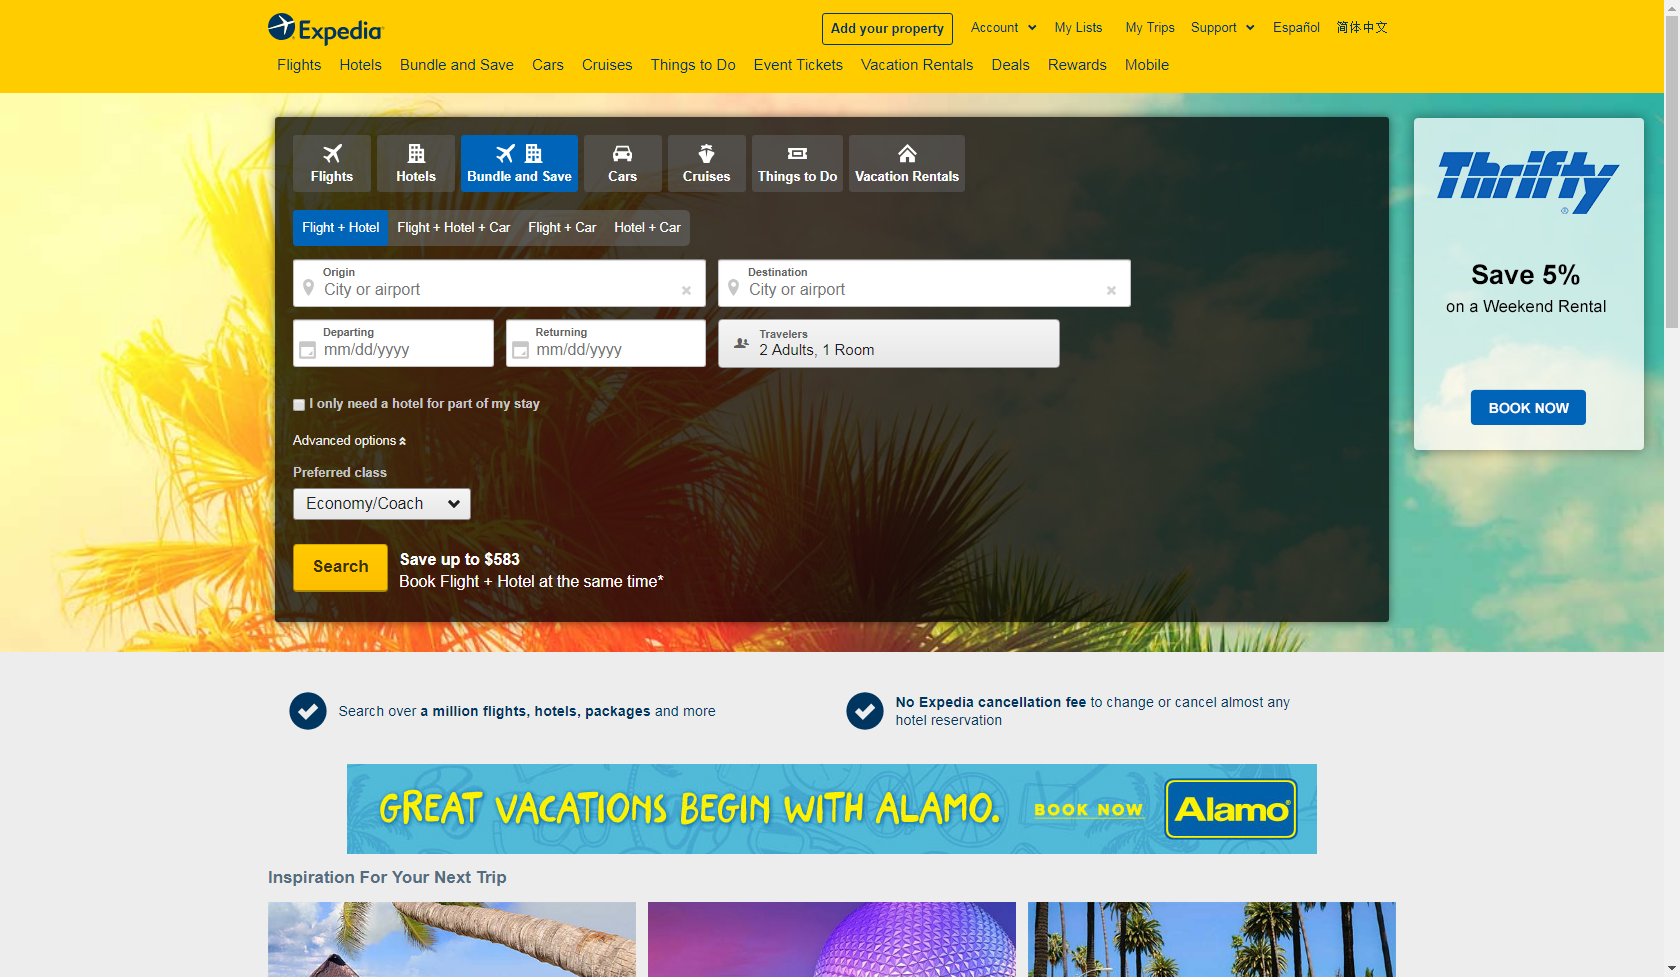 Expedia
Add your property
Account
My Lists
My Trips
Support
Español
简体中文
Flights
Hotels
Bundle and Save
Cars
Cruises
Things to Do
Event Tickets
Vacation Rentals
Deals
Rewards
Mobile
Flights
Hotels
Bundle and Save
Cars
Cruises
Things to Do
Vacation Rentals
Flight + Hotel
Flight + Hotel + Car
Flight + Car
Hotel + Car
Origin
City or airport
Destination
City or airport
Departing
mm/dd/yyyy
Returning
mm/dd/yyyy
Travelers
2 Adults, 1 Room
I only need a hotel for part of my stay
Advanced options
Preferred class
Economy/Coach
Search
Save up to $583
Book Flight + Hotel at the same time*
Thrifty®
Save 5%
on a Weekend Rental
BOOK NOW
Search over a million flights, hotels, packages and more
No Expedia cancellation fee to change or cancel almost any
hotel reservation
GREAT VACATIONS BEGIN WITH ALAMO.
BOOK NOW
Alamo®
Inspiration For Your Next Trip